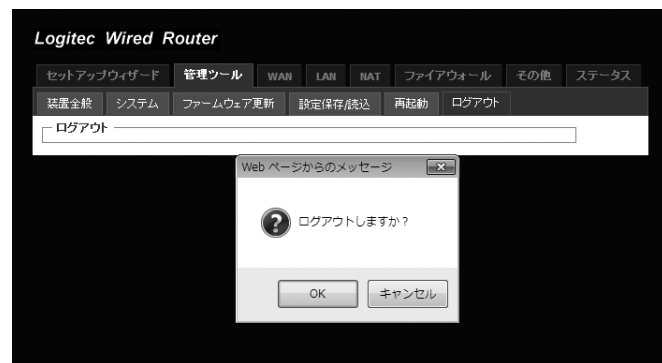 Logitec Wired Router
セットアップウィザード 管理ツール WAN LAN NAT ファイアウォール その他 ステータス
装置全般 システム ファームウェア更新 設定保存/読込 再起動 ログアウト
ログアウト
Web ページからのメッセージ
ログアウトしますか？
OK キャンセル